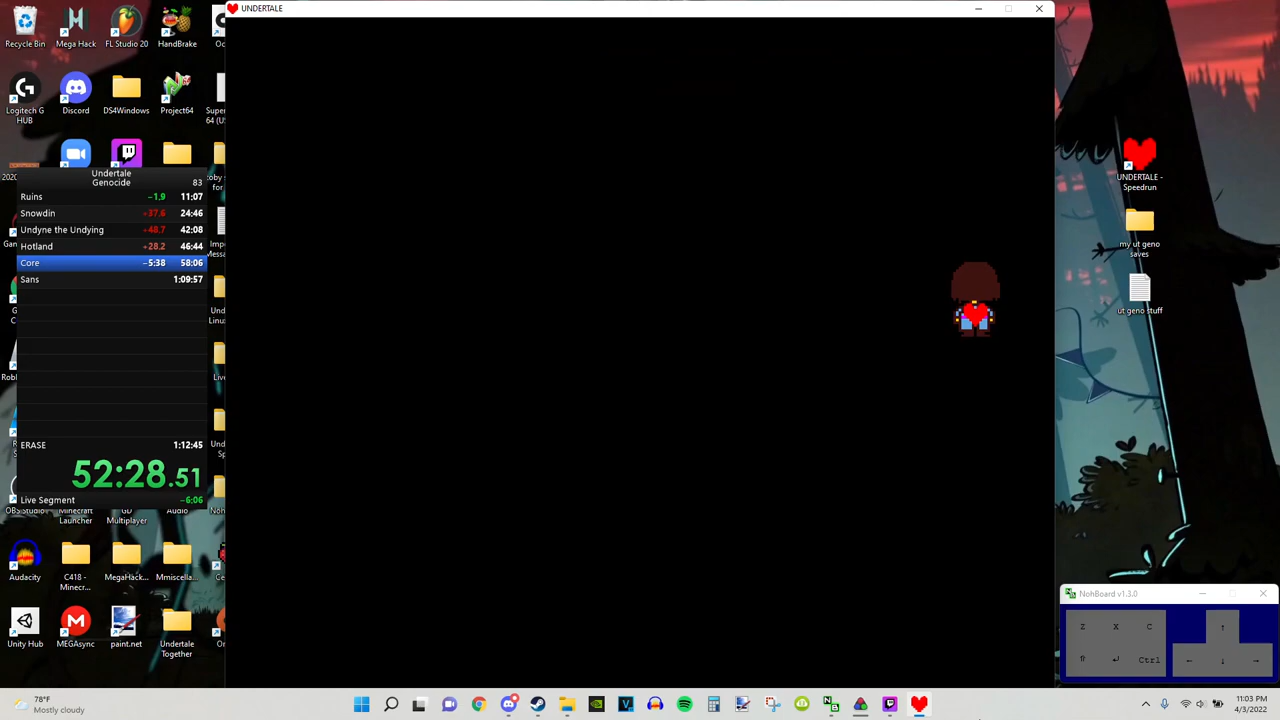 UNDERTALE
Recycle Bin
Mega Hack
FL Studio 20
HandBrake
Logitech G HUB
Discord
DS4Windows
Project64
Undertale
Genocide
83
Ruins -1.9 11:07
Snowdin +37.6 24:46
Undyne the Undying +48.7 42:08
Hotland +28.2 46:44
Core -5:38 58:06
Sans 1:09:57
ERASE 1:12:45
52:28.51
Live Segment -6:06
OBS Studio
Minecraft Launcher
GD Multiplayer
Audio
Audacity
C418 - Minecr...
MegaHack...
Mmiscella...
Unity Hub
MEGAsync
paint.net
Undertale Together
UNDERTALE -
Speedrun
my ut geno
saves
ut geno stuff
NohBoard v1.3.0
Z X C ↑
⇧ ↵ Ctrl ← ↓ →
78°F
Mostly cloudy
11:03 PM
4/3/2022